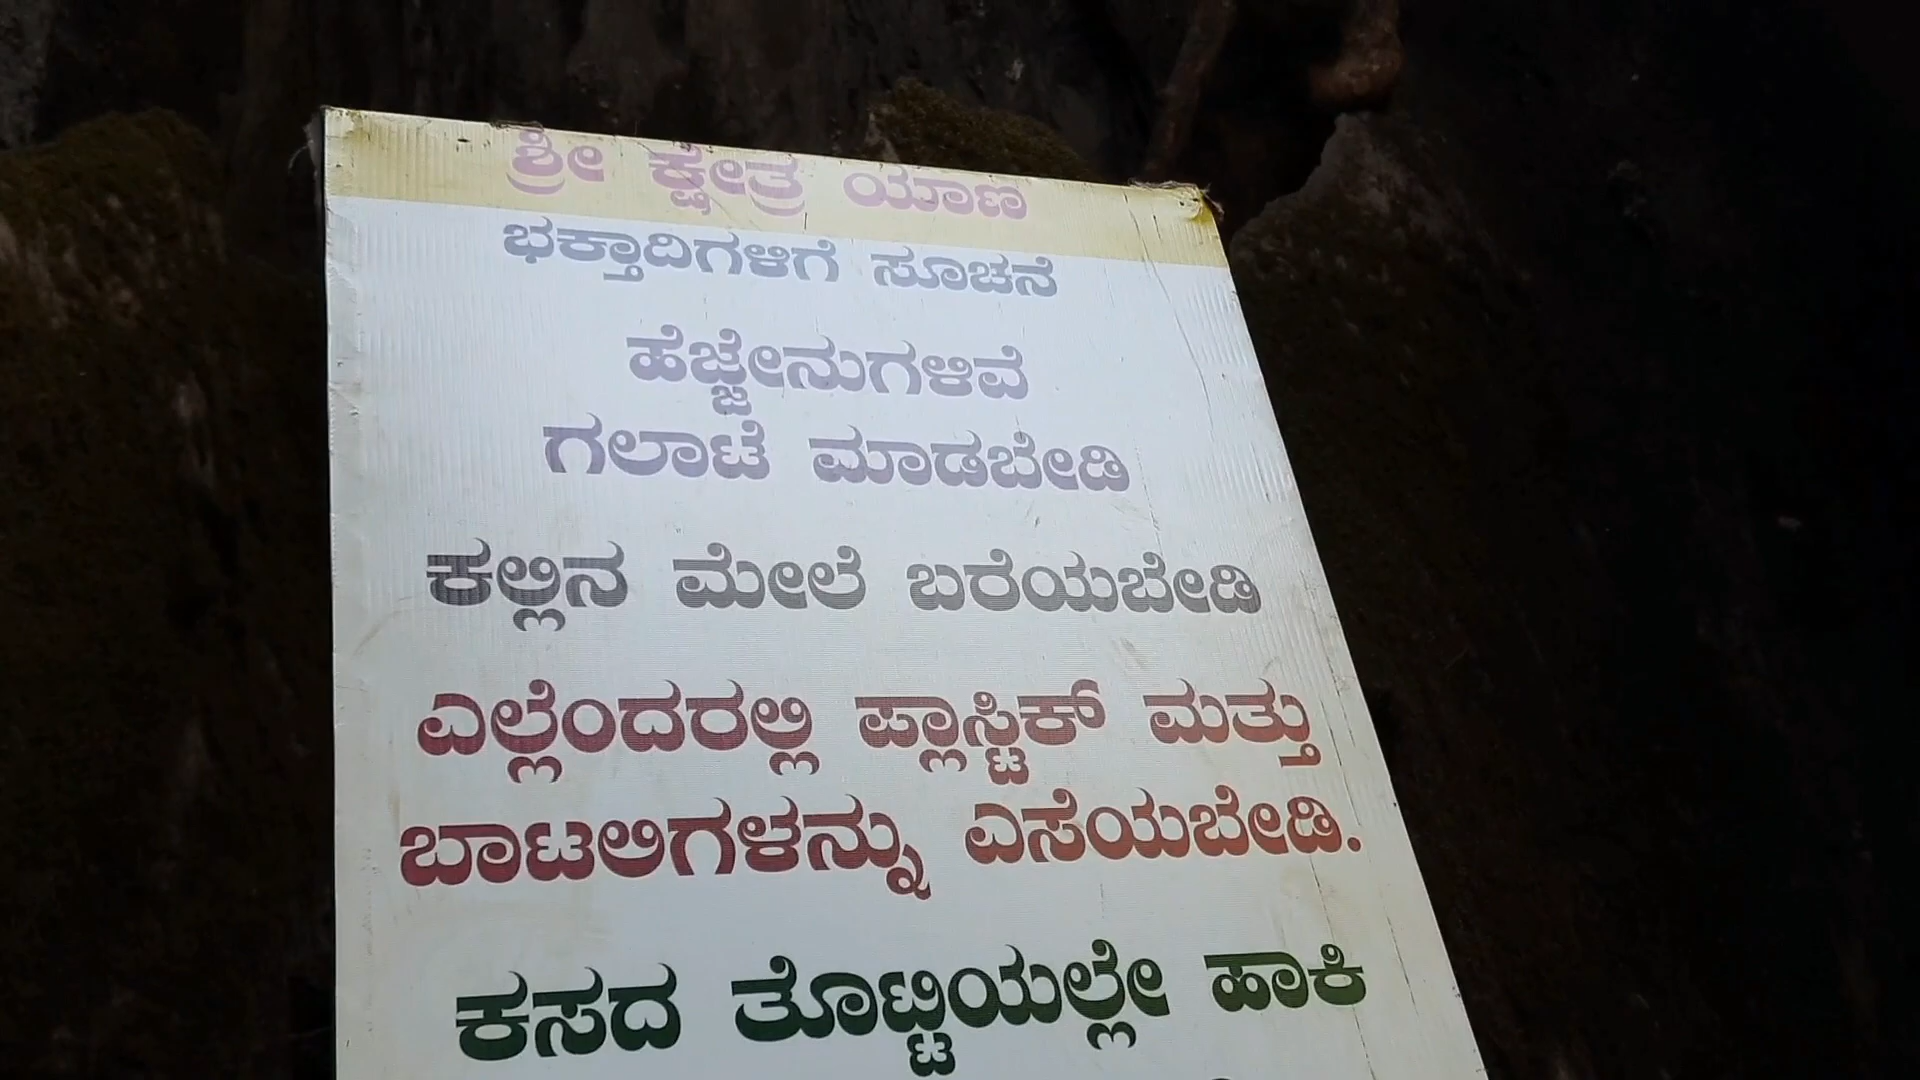 ಶ್ರೀ ಕ್ಷೇತ್ರ ಯಾಣ
ಭಕ್ತಾದಿಗಳಿಗೆ ಸೂಚನೆ
ಹೆಜ್ಜೇನುಗಳಿವೆ
ಗಲಾಟೆ ಮಾಡಬೇಡಿ
ಕಲ್ಲಿನ ಮೇಲೆ ಬರೆಯಬೇಡಿ
ಎಲ್ಲೆಂದರಲ್ಲಿ ಪ್ಲಾಸ್ಟಿಕ್ ಮತ್ತು
ಬಾಟಲಿಗಳನ್ನು ಎಸೆಯಬೇಡಿ.
ಕಸದ ತೊಟ್ಟಿಯಲ್ಲೇ ಹಾಕಿ